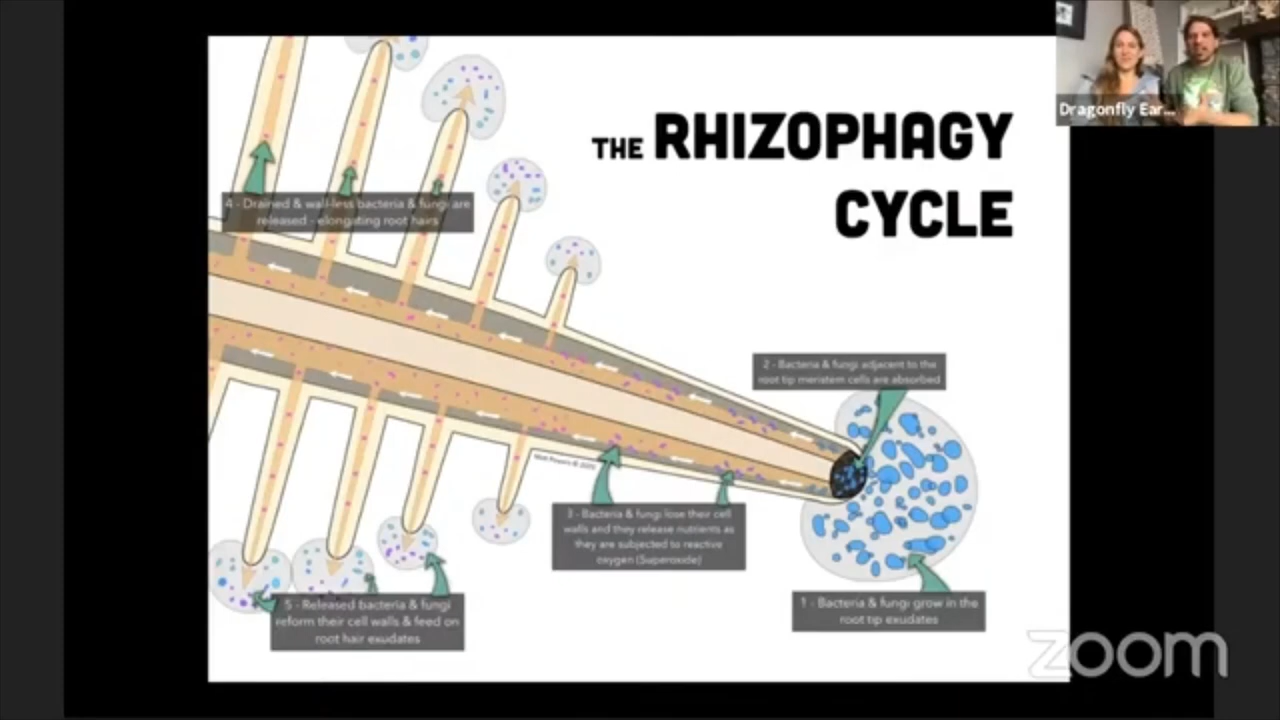 THE RHIZOPHAGY
CYCLE
Dragonfly Ear...
4 - Drained & wall-less bacteria & fungi are
released - elongating root hairs
2 - Bacteria & fungi adjacent to the
root tip meristem cells are absorbed
Matt Powers © 2020
3 - Bacteria & fungi lose their cell
walls and they release nutrients as
they are subjected to reactive
oxygen (Superoxide)
5 - Released bacteria & fungi
reform their cell walls & feed on
root hair exudates
1 - Bacteria & fungi grow in the
root tip exudates
zoom